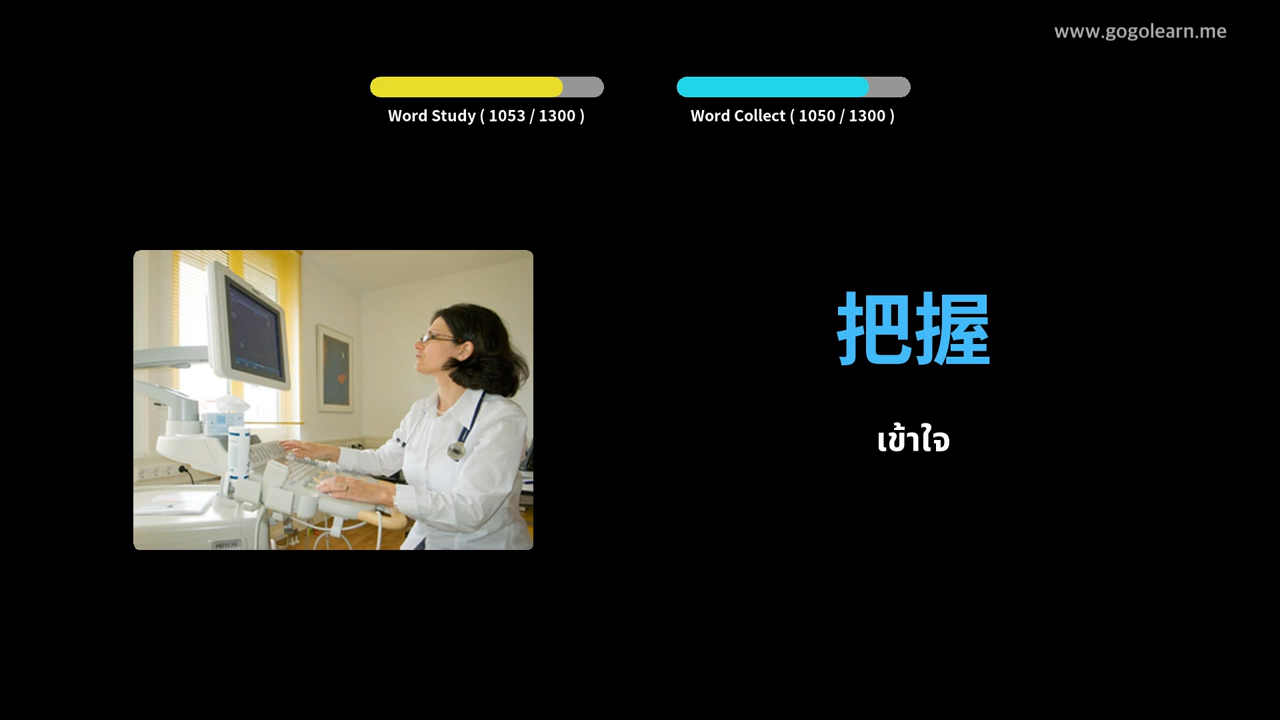 www.gogolearn.me
Word Study ( 1053 / 1300 )
Word Collect ( 1050 / 1300 )
把握
เข้าใจ